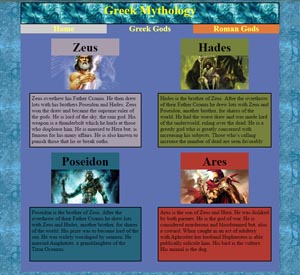 Greek Mythology
Home Greek Gods Roman Gods
Zeus
Zeus overthrew his Father Cronus. He then drew
lots with his brothers Poseidon and Hades. Zeus
won the draw and became the supreme ruler of
the gods. He is lord of the sky, the rain god. His
weapon is a thunderbolt which he hurls at those
who displease him. He is married to Hera but, is
famous for his many affairs. He is also known to
punish those that lie or break oaths.
Hades
Hades is the brother of Zeus. After the overthrow
of their Father Cronus he drew lots with Zeus and
Poseidon, another brother, for shares of the
world. He had the worst draw and was made lord
of the underworld, ruling over the dead. He is a
greedy god who is greatly concerned with
increasing his subjects. Those who's calling
increase the number of dead are seen favorably
Poseidon
Poseidon is the brother of Zeus. After the
overthrow of their Father Cronus he drew lots
with Zeus and Hades, another brother, for shares
of the world. His prize was to become lord of the
sea. He was widely worshiped by seamen. He
married Amphitrite, a granddaughter of the
Titan Oceanus.
Ares
Ares is the son of Zeus and Hera. He was disliked
by both parents. He is the god of war. He is
considered murderous and bloodstained but, also
a coward. When caught in an act of adultery
with Aphrodite her husband Hephaestus is able
publically ridicule him. His bird is the vulture.
His animal is the dog.